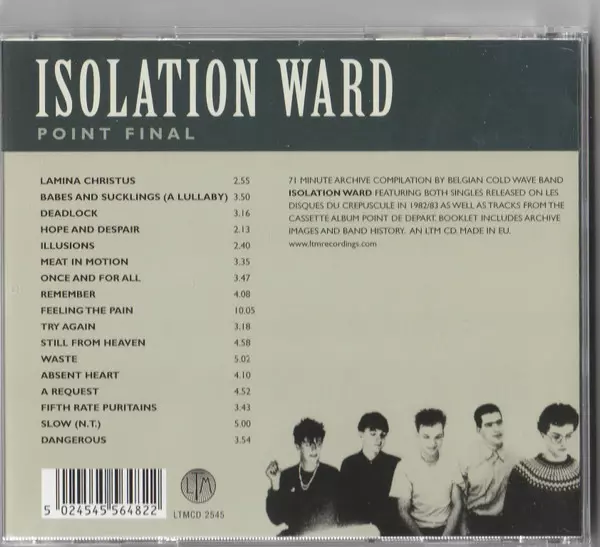 ISOLATION WARD
POINT FINAL
LAMINA CHRISTUS 2.55
BABES AND SUCKLINGS (A LULLABY) 3.50
DEADLOCK 3.16
HOPE AND DESPAIR 2.13
ILLUSIONS 2.40
MEAT IN MOTION 3.35
ONCE AND FOR ALL 3.47
REMEMBER 4.00
FEELING THE PAIN 10.05
TRY AGAIN 3.18
STILL FROM HEAVEN 4.58
WASTE 5.02
ABSENT HEART 4.10
A REQUEST 4.52
FIFTH RATE PURITAINS 3.43
SLOW (N.T.) 5.00
DANGEROUS 3.54
71 MINUTE ARCHIVE COMPILATION BY BELGIAN COLD WAVE BAND
ISOLATION WARD FEATURING BOTH SINGLES RELEASED ON LES
DISQUES DU CREPUSCULE IN 1982/83 AS WELL AS TRACKS FROM THE
CASSETTE ALBUM POINT DE DEPART. BOOKLET INCLUDES ARCHIVE
IMAGES AND BAND HISTORY. AN LTM CD. MADE IN EU.
www.ltmrecordings.com
5 024545 564822
LTM
LTMCD 2545